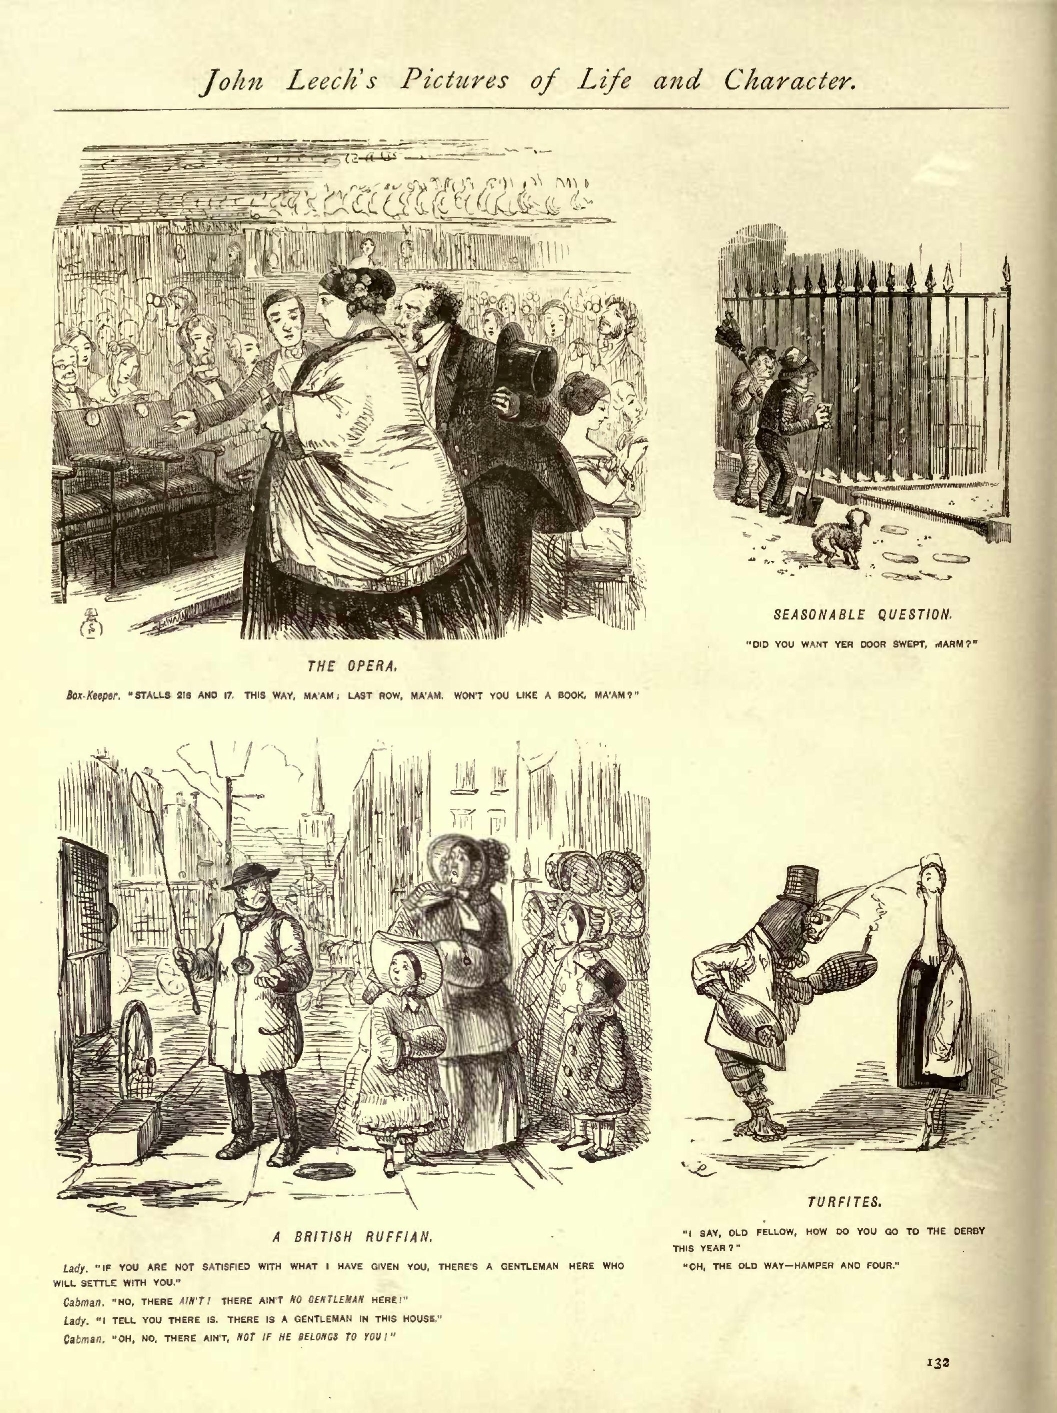 John Leech's Pictures of Life and Character.
THE OPERA.
Box-Keeper. "STALLS 216 AND 17. THIS WAY, MA'AM; LAST ROW, MA'AM. WON'T YOU LIKE A BOOK, MA'AM?"
SEASONABLE QUESTION.
"DID YOU WANT YER DOOR SWEPT, MARM?"
A BRITISH RUFFIAN.
Lady. "IF YOU ARE NOT SATISFIED WITH WHAT I HAVE GIVEN YOU, THERE'S A GENTLEMAN HERE WHO
WILL SETTLE WITH YOU."
Cabman. "NO, THERE AIN'T! THERE AIN'T NO GENTLEMAN HERE!"
Lady. "I TELL YOU THERE IS. THERE IS A GENTLEMAN IN THIS HOUSE."
Cabman. "OH, NO, THERE AIN'T, NOT IF HE BELONGS TO YOU!"
TURFITES.
"I SAY, OLD FELLOW, HOW DO YOU GO TO THE DERBY
THIS YEAR?"
"OH, THE OLD WAY—HAMPER AND FOUR."
132